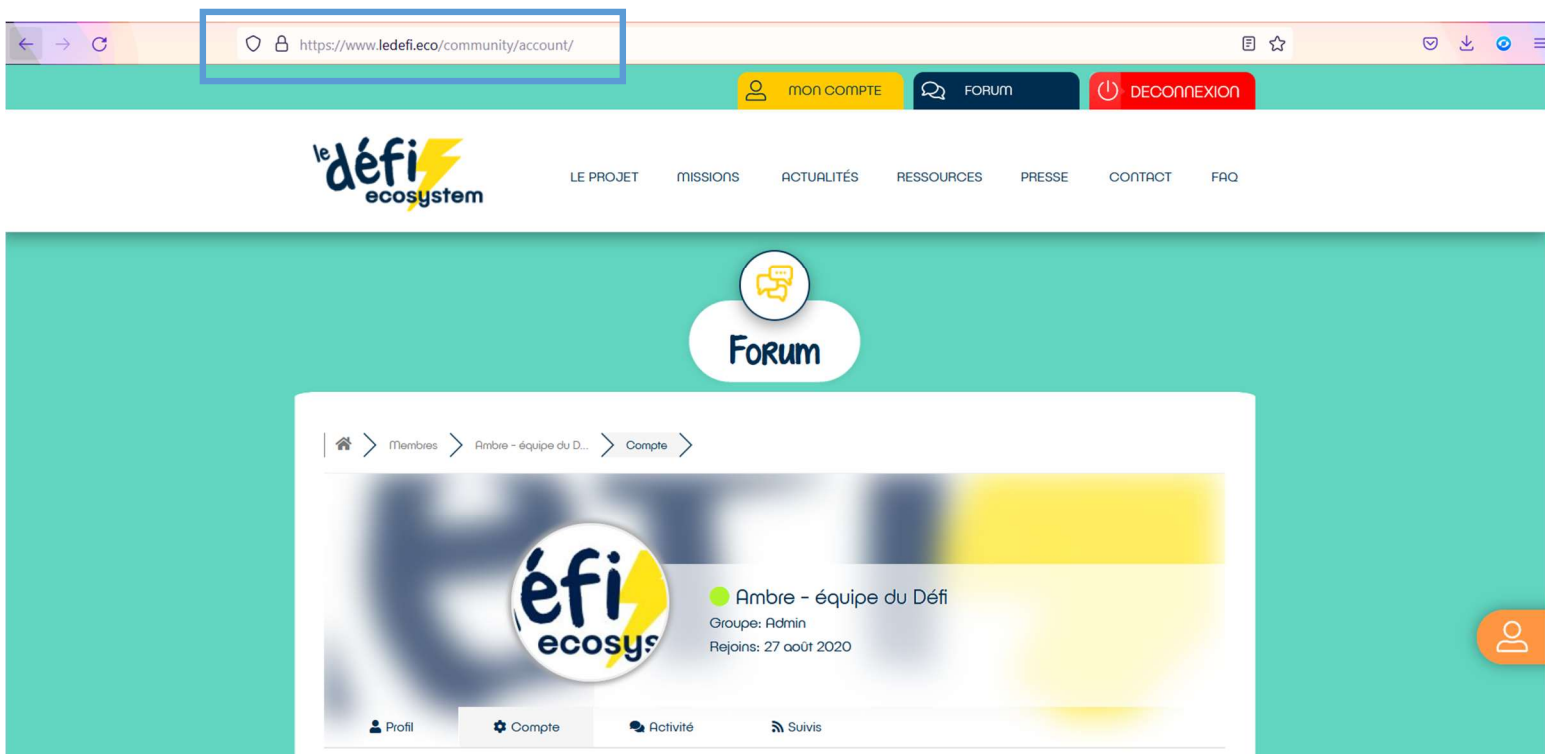 https://www.ledefi.eco/community/account/
MON COMPTE
FORUM
DECONNEXION
le défi ecosystem
LE PROJET MISSIONS ACTUALITÉS RESSOURCES PRESSE CONTACT FAQ
Forum
Membres Ambre - équipe du D... Compte
éfi
ecosys
Ambre - équipe du Défi
Groupe: Admin
Rejoins: 27 août 2020
Profil Compte Activité Suivis